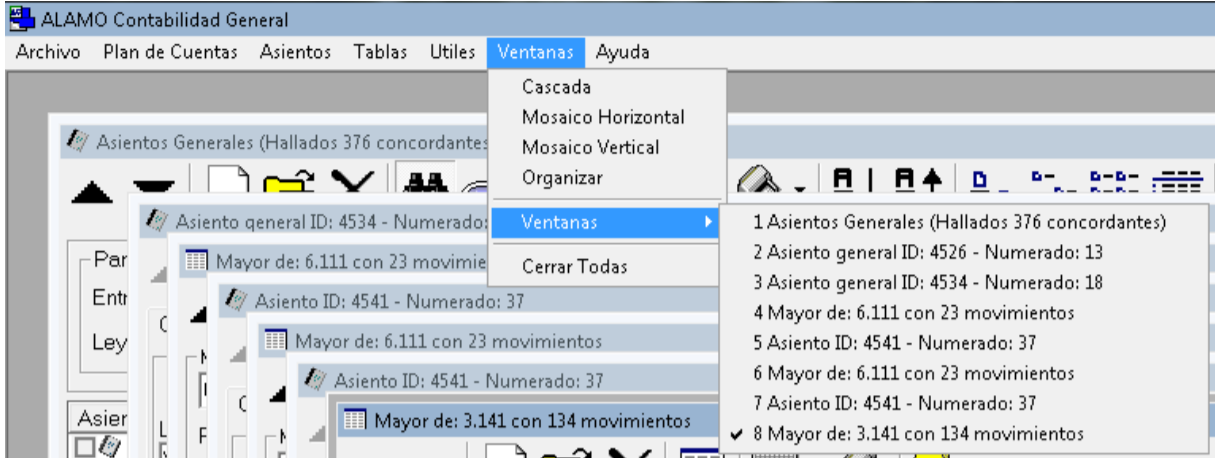 ALAMO Contabilidad General
Archivo Plan de Cuentas Asientos Tablas Utiles Ventanas Ayuda
Cascada
Mosaico Horizontal
Mosaico Vertical
Organizar
Ventanas
Cerrar Todas
1 Asientos Generales (Hallados 376 concordantes)
2 Asiento general ID: 4526 - Numerado: 13
3 Asiento general ID: 4534 - Numerado: 18
4 Mayor de: 6.111 con 23 movimientos
5 Asiento ID: 4541 - Numerado: 37
6 Mayor de: 6.111 con 23 movimientos
7 Asiento ID: 4541 - Numerado: 37
8 Mayor de: 3.141 con 134 movimientos
Asientos Generales (Hallados 376 concordantes
Asiento general ID: 4534 - Numerado:
Mayor de: 6.111 con 23 movimie
Asiento ID: 4541 - Numerado: 37
Mayor de: 6.111 con 23 movimientos
Asiento ID: 4541 - Numerado: 37
Mayor de: 3.141 con 134 movimientos
Par
Entr
Ley
Asier